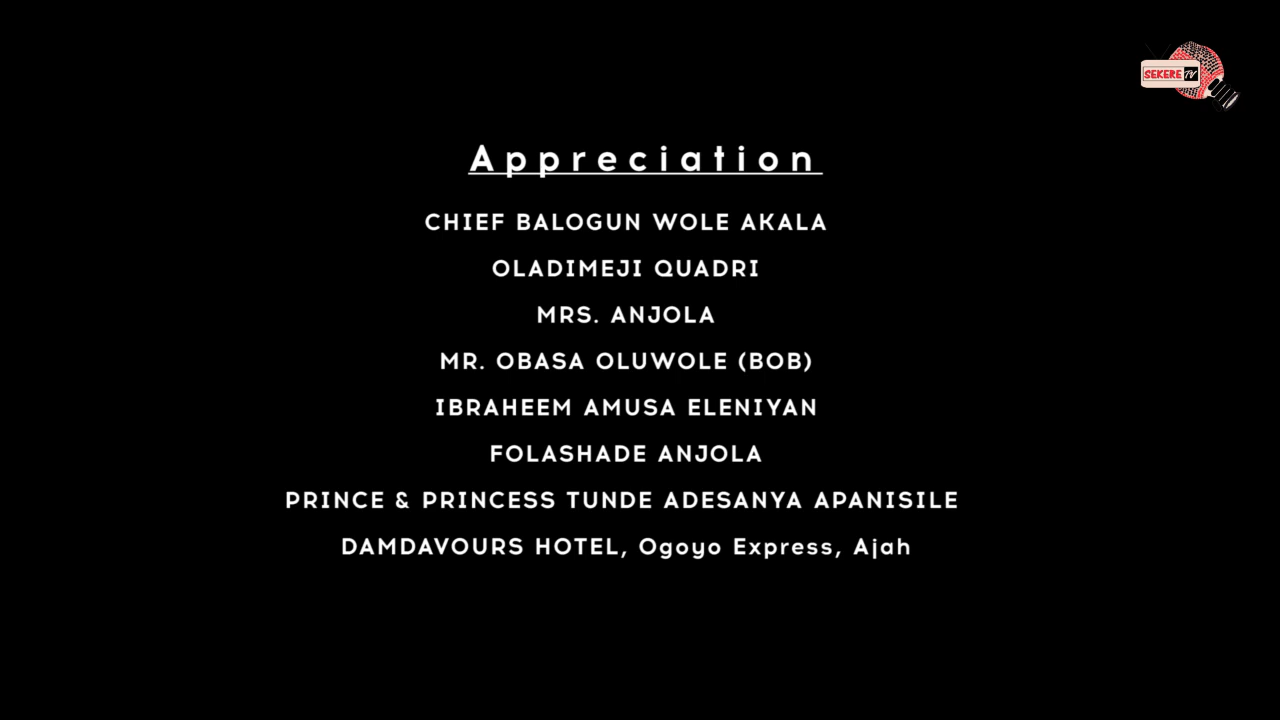 SEKERE TV
Appreciation
CHIEF BALOGUN WOLE AKALA
OLADIMEJI QUADRI
MRS. ANJOLA
MR. OBASA OLUWOLE (BOB)
IBRAHEEM AMUSA ELENIYAN
FOLASHADE ANJOLA
PRINCE & PRINCESS TUNDE ADESANYA APANISILE
DAMDAVOURS HOTEL, Ogoyo Express, Ajah